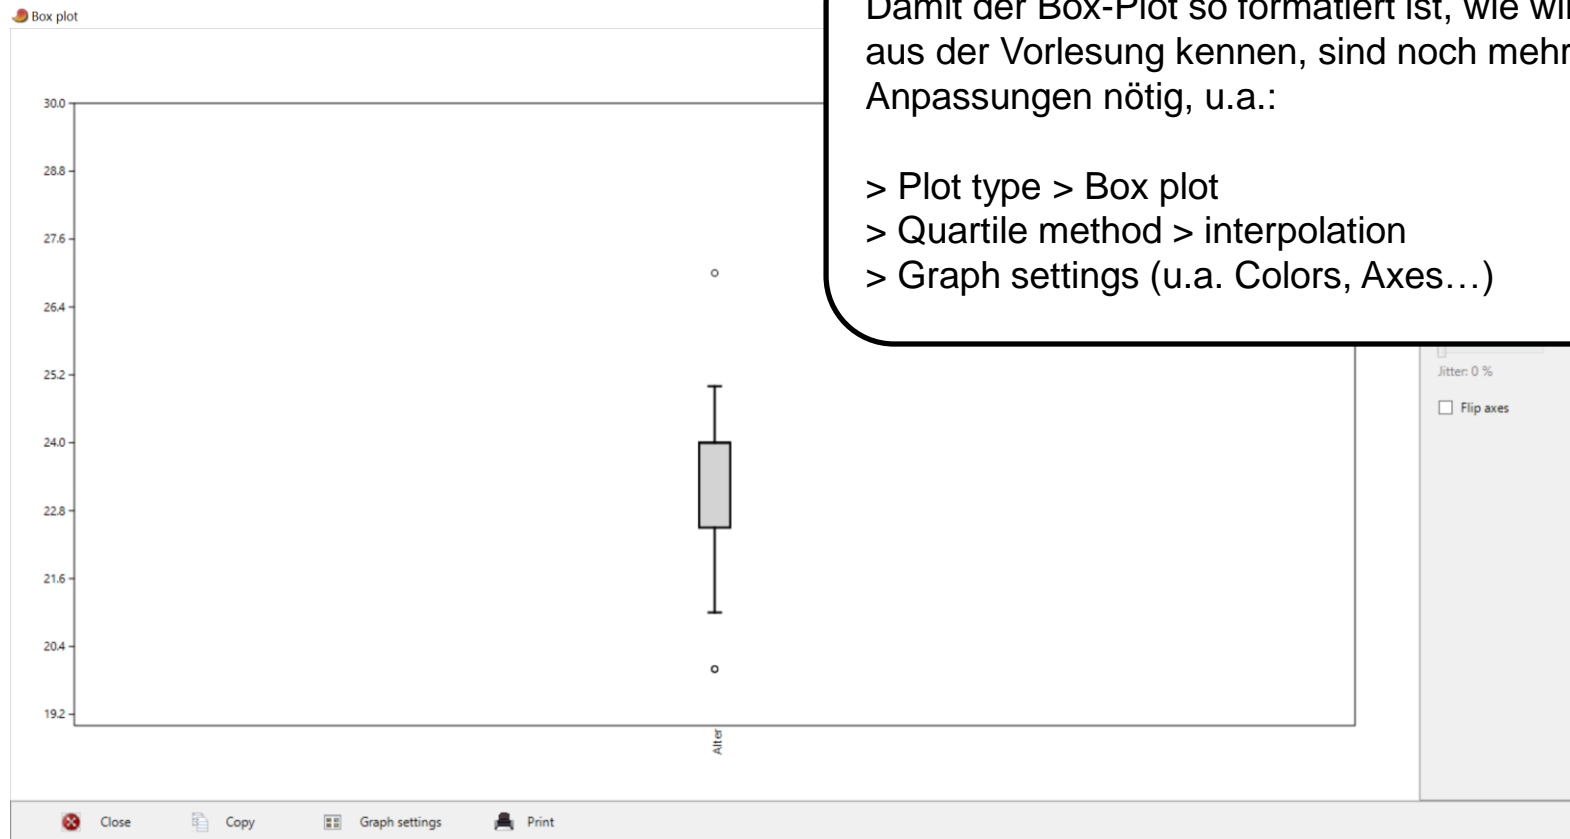 Box plot
Damit der Box-Plot so formatiert ist, wie
aus der Vorlesung kennen, sind noch mehr
Anpassungen nötig, u.a.:
> Plot type > Box plot
> Quartile method > interpolation
> Graph settings (u.a. Colors, Axes…)
30.0
28.8
27.6
26.4
25.2
24.0
22.8
21.6
20.4
19.2
Alter
Jitter: 0 %
Flip axes
Close
Copy
Graph settings
Print